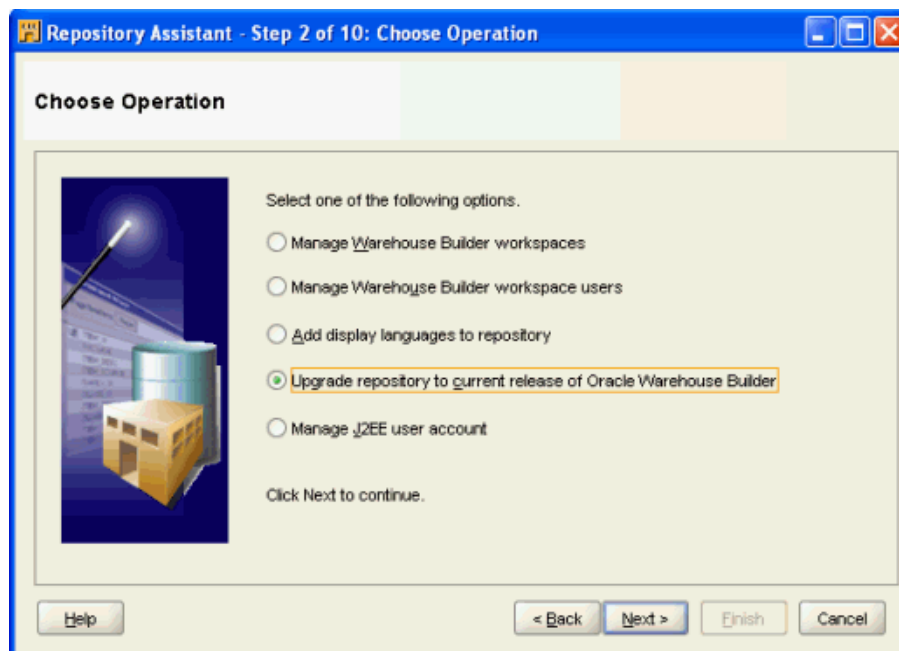 Repository Assistant - Step 2 of 10: Choose Operation
Choose Operation
Select one of the following options.
Manage Warehouse Builder workspaces
Manage Warehouse Builder workspace users
Add display languages to repository
Upgrade repository to current release of Oracle Warehouse Builder
Manage J2EE user account
Click Next to continue.
Help
< Back
Next >
Finish
Cancel